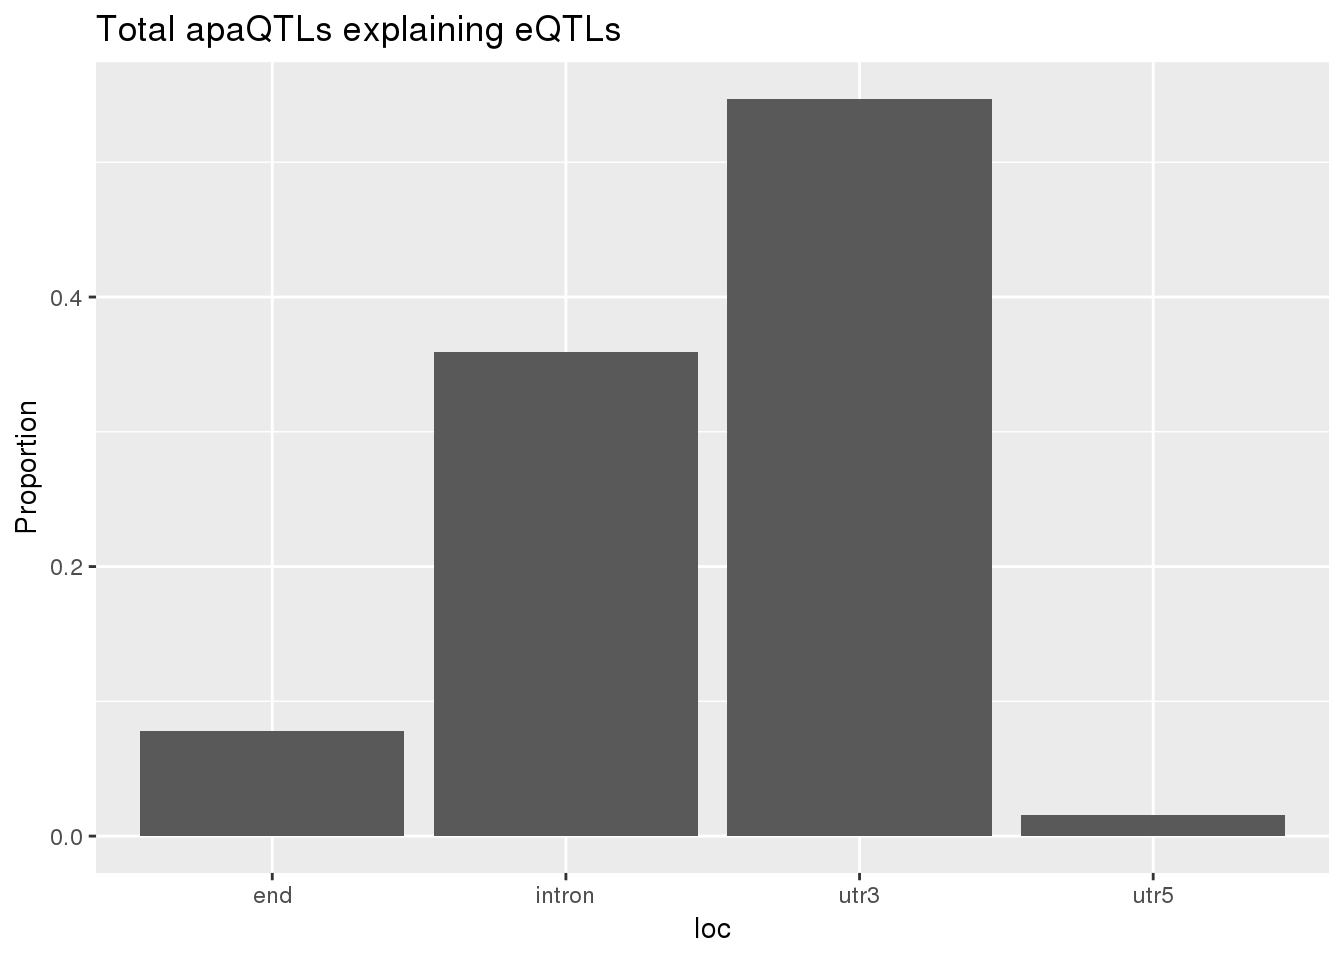 Total apaQTLs explaining eQTLs
Proportion
0.4
0.2
0.0
end intron utr3 utr5
loc